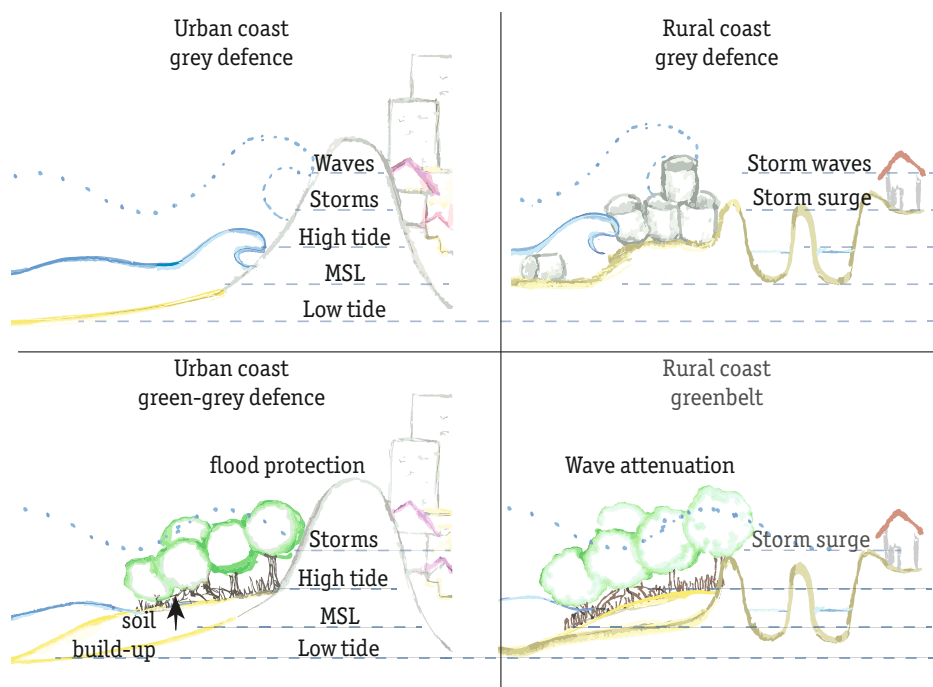 Urban coast
grey defence
Waves
Storms
High tide
MSL
Low tide
Rural coast
grey defence
Storm waves
Storm surge
Urban coast
green-grey defence
flood protection
Storms
High tide
MSL
Low tide
soil
build-up
Rural coast
greenbelt
Wave attenuation
Storm surge